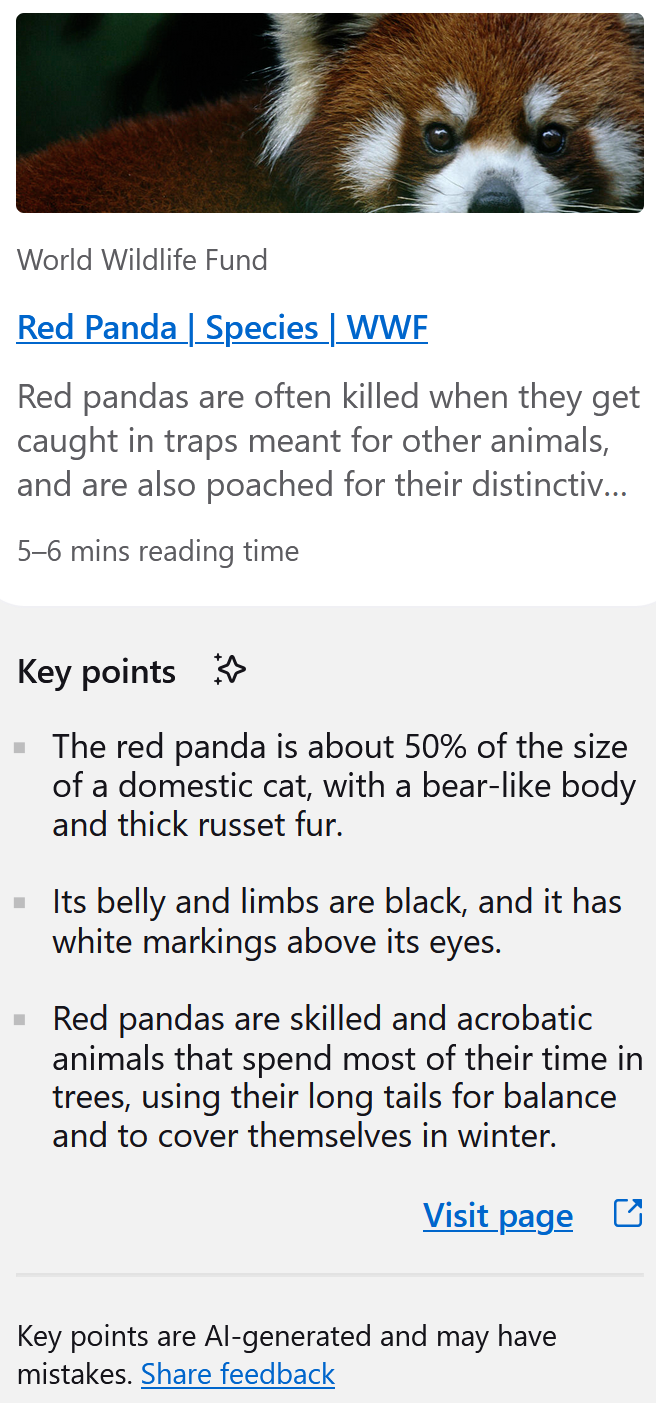 World Wildlife Fund
Red Panda | Species | WWF
Red pandas are often killed when they get
caught in traps meant for other animals,
and are also poached for their distinctiv...
5–6 mins reading time
Key points
The red panda is about 50% of the size
of a domestic cat, with a bear-like body
and thick russet fur.
Its belly and limbs are black, and it has
white markings above its eyes.
Red pandas are skilled and acrobatic
animals that spend most of their time in
trees, using their long tails for balance
and to cover themselves in winter.
Visit page
Key points are AI-generated and may have
mistakes. Share feedback